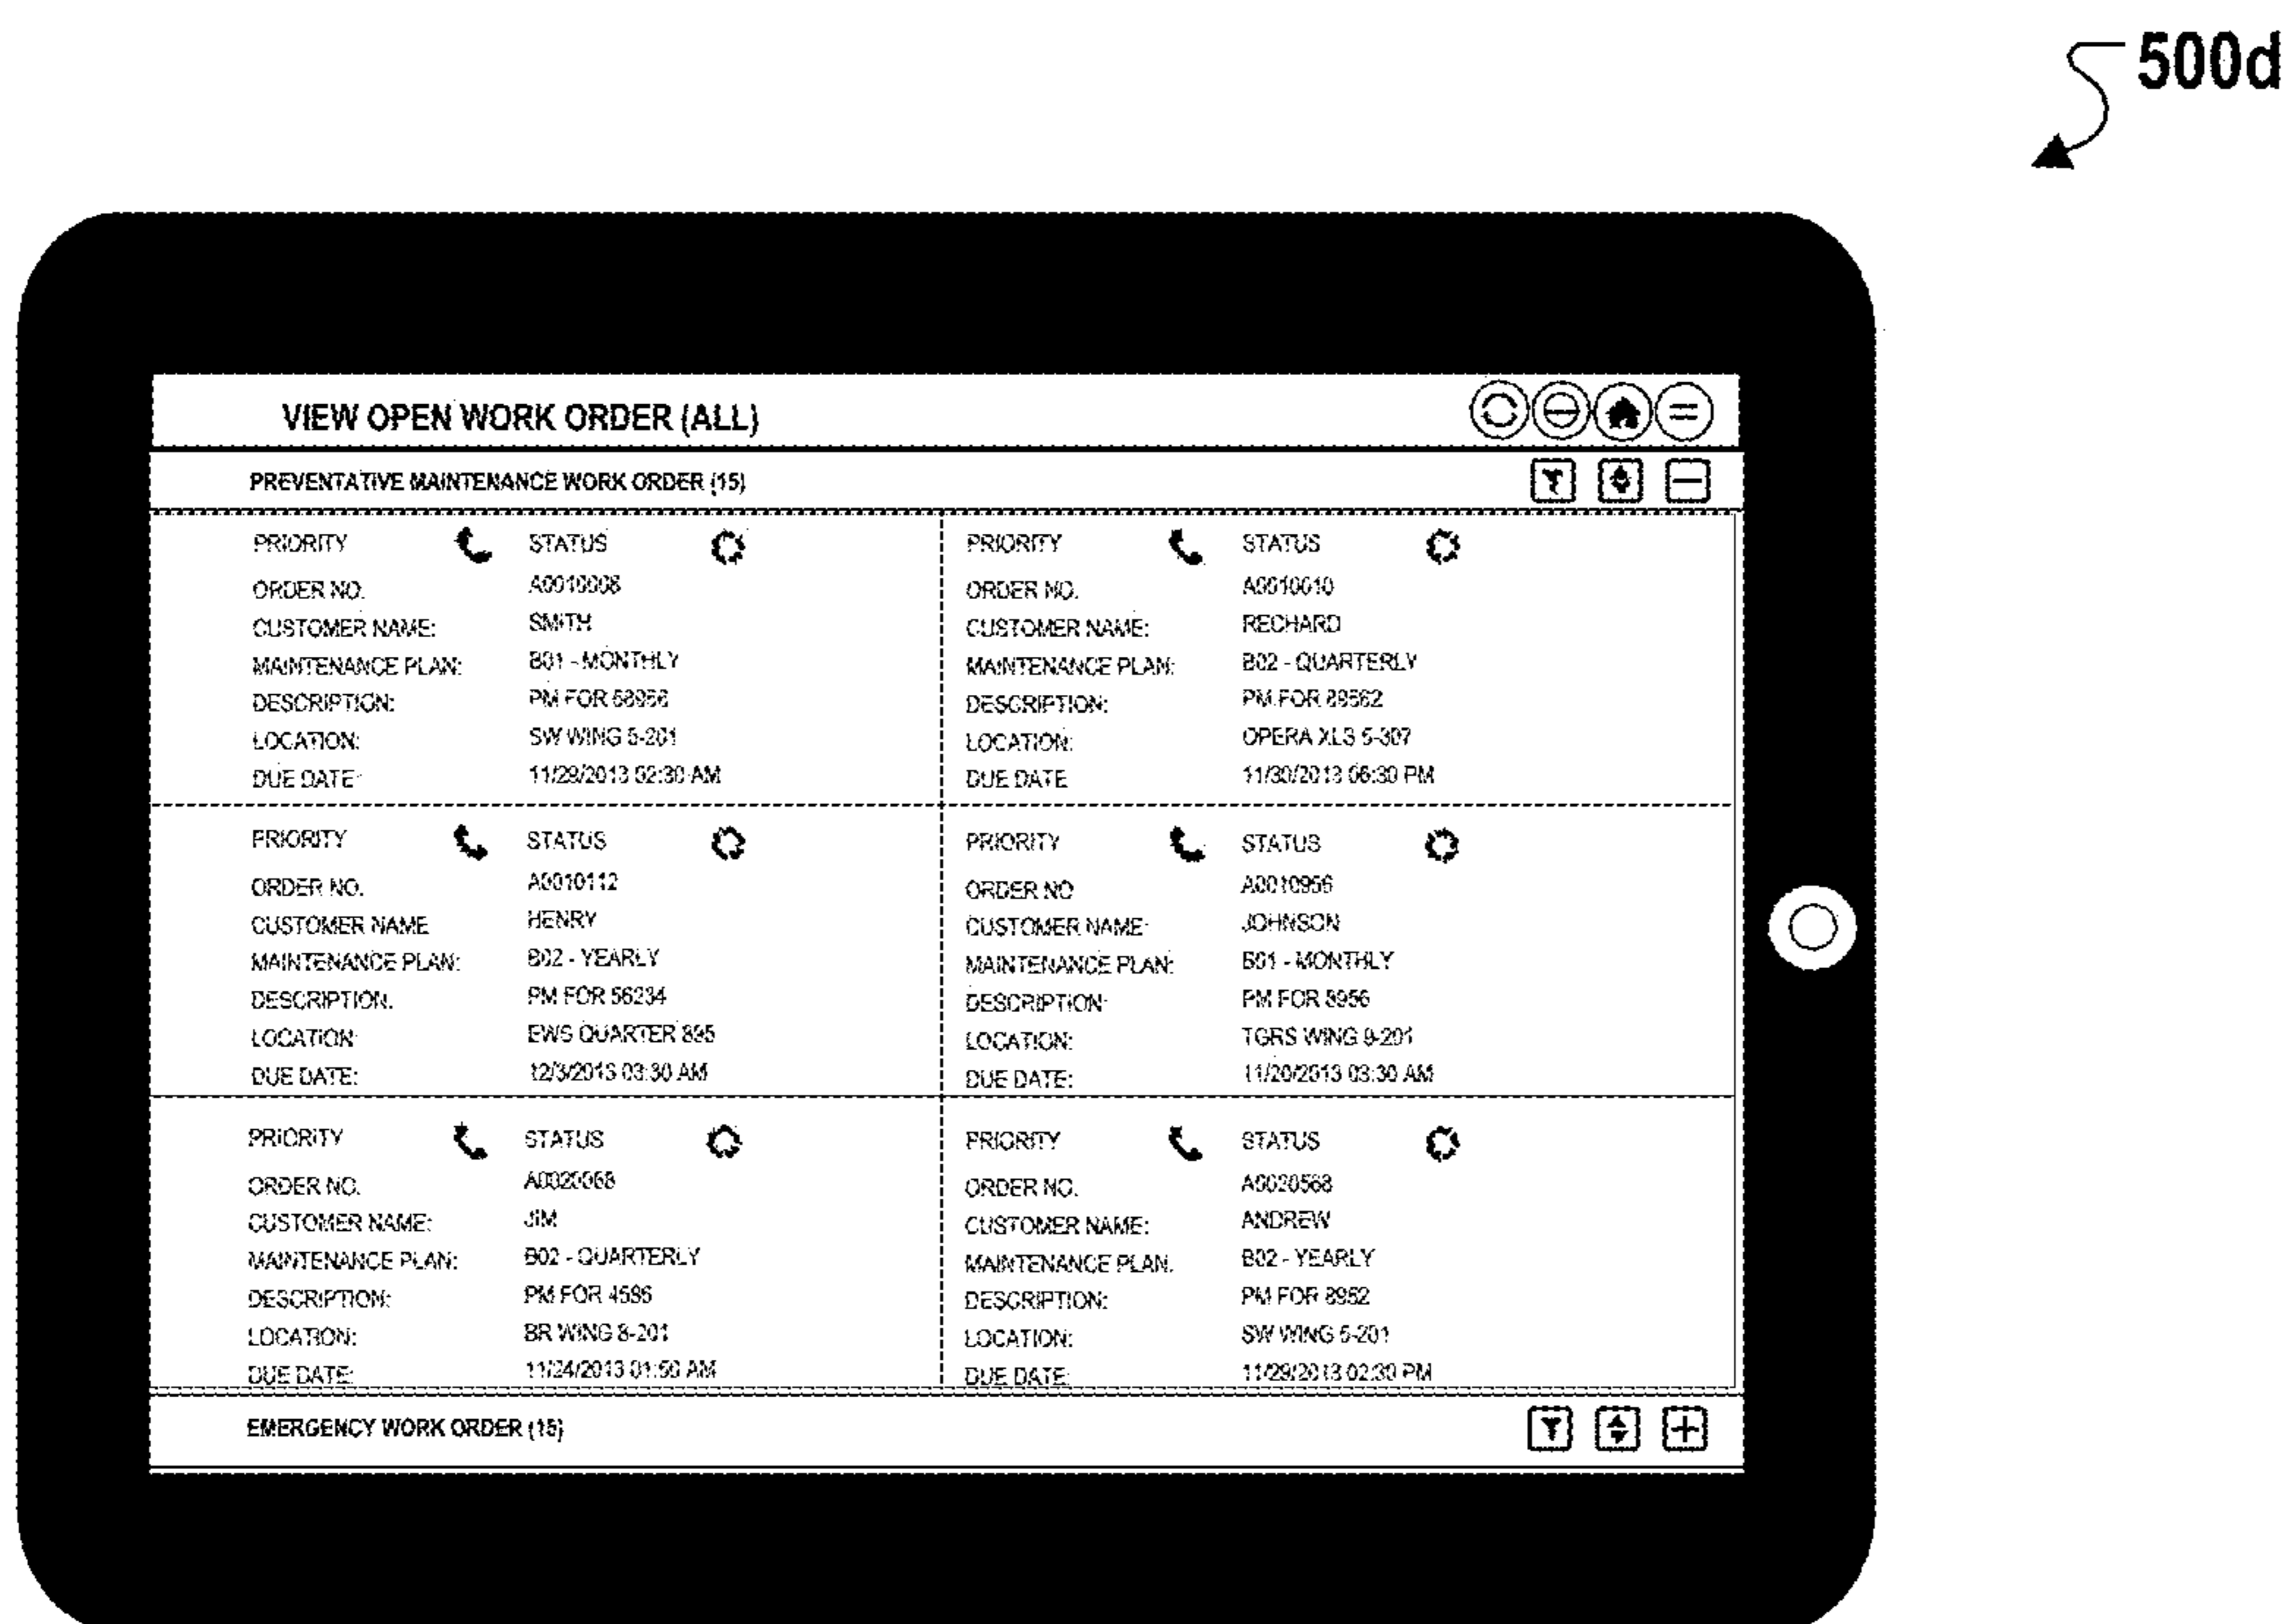 500d
VIEW OPEN WORK ORDER (ALL)
PREVENTATIVE MAINTENANCE WORK ORDER (15)
PRIORITY STATUS
ORDER NO. A0010008
CUSTOMER NAME: SMITH
MAINTENANCE PLAN: B01 - MONTHLY
DESCRIPTION: PM FOR
LOCATION: SW WING 5-201
DUE DATE: 11/29/2013 02:30 AM
PRIORITY STATUS
ORDER NO. A0010010
CUSTOMER NAME: RECHARD
MAINTENANCE PLAN: B02 - QUARTERLY
DESCRIPTION: PM FOR 89562
LOCATION: OPERA XLS 5-307
DUE DATE 11/30/2013 06:30 PM
PRIORITY STATUS
ORDER NO. A0010112
CUSTOMER NAME HENRY
MAINTENANCE PLAN: B02 - YEARLY
DESCRIPTION. PM FOR 56234
LOCATION: EWS QUARTER 895
DUE DATE: 12/3/2013 03:30 AM
PRIORITY STATUS
ORDER NO A0010956
CUSTOMER NAME: JOHNSON
MAINTENANCE PLAN: B01 - MONTHLY
DESCRIPTION: PM FOR 8956
LOCATION: TGRS WING 9-201
DUE DATE: 11/20/2013 03:30 AM
PRIORITY STATUS
ORDER NO. A0020068
CUSTOMER NAME: JIM
MAINTENANCE PLAN: B02 - QUARTERLY
DESCRIPTION: PM FOR 4596
LOCATION: BR WING 8-201
DUE DATE: 11/24/2013 01:50 AM
PRIORITY STATUS
ORDER NO. A0020568
CUSTOMER NAME: ANDREW
MAINTENANCE PLAN. B02 - YEARLY
DESCRIPTION: PM FOR 8952
LOCATION: SW WING 5-201
DUE DATE: 11/29/2013 02:30 PM
EMERGENCY WORK ORDER (15)